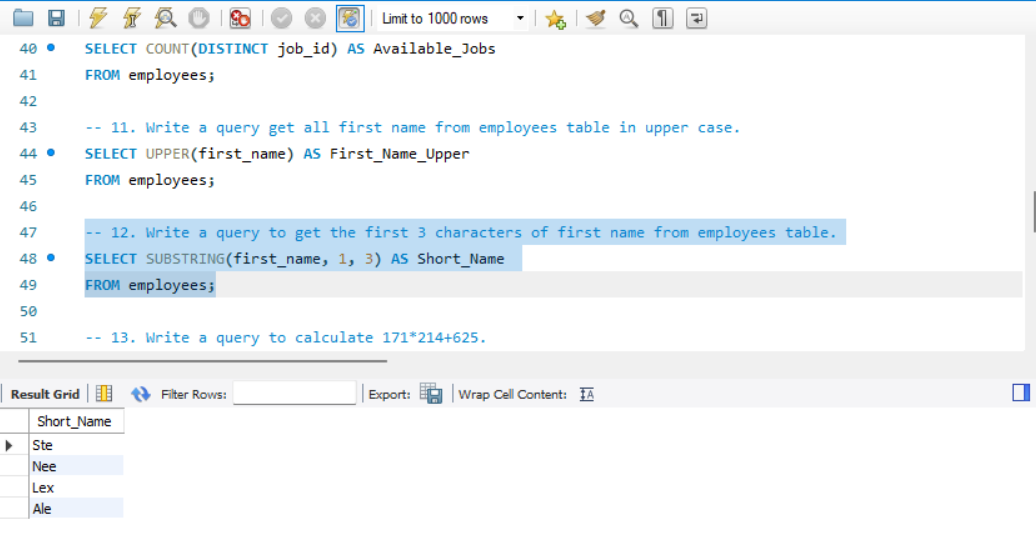 Limit to 1000 rows
40 SELECT COUNT(DISTINCT job_id) AS Available_Jobs
41 FROM employees;
42
43 -- 11. Write a query get all first name from employees table in upper case.
44 SELECT UPPER(first_name) AS First_Name_Upper
45 FROM employees;
46
47 -- 12. Write a query to get the first 3 characters of first name from employees table.
48 SELECT SUBSTRING(first_name, 1, 3) AS Short_Name
49 FROM employees;
50
51 -- 13. Write a query to calculate 171*214+625.
Result Grid Filter Rows: Export: Wrap Cell Content: IA
Short_Name
Ste
Nee
Lex
Ale